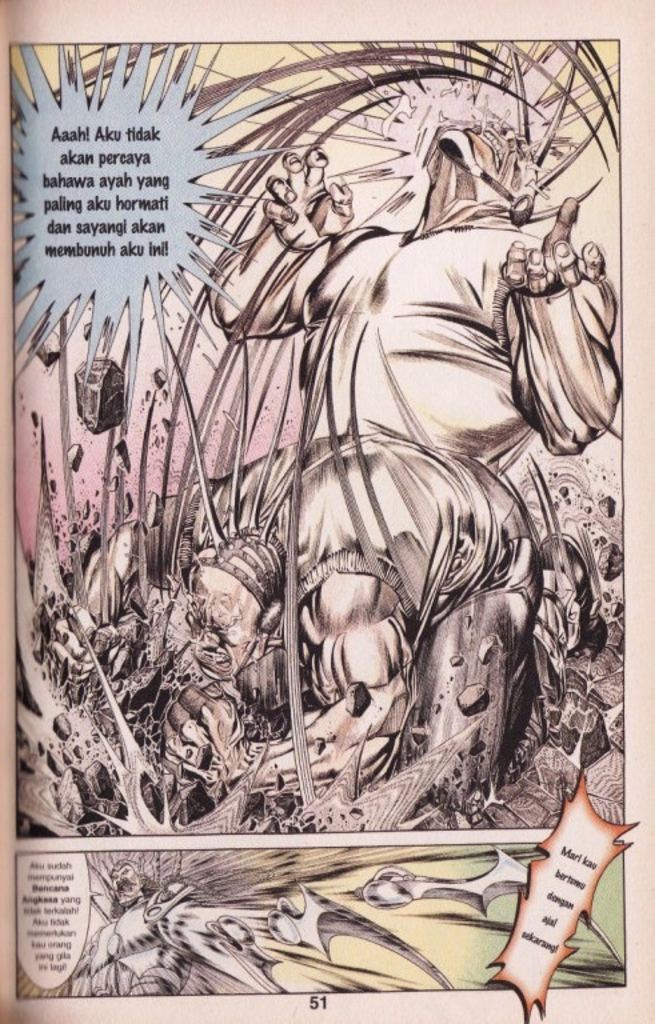 Aaah! Aku tidak
akan percaya
bahawa ayah yang
paling aku hormati
dan sayangi akan
membunuh aku ini!
Aku sudah
mempunyai
Bencana
Angkasa yang
tidak terkalah!
Aku tidak
memerlukan
kau orang
yang gila
ini lagi!
Mari kau
bertemu
dengan
ajal
sekarang!
51